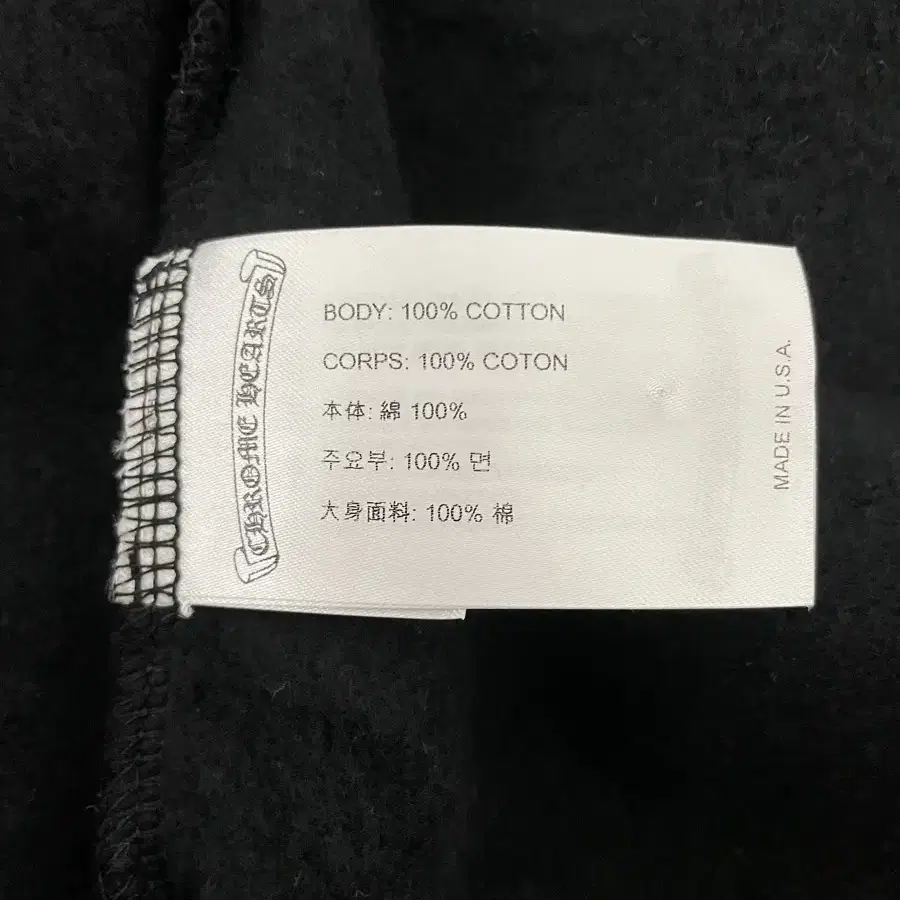 CHROME HEARTS
BODY: 100% COTTON
CORPS: 100% COTON
本体: 綿 100%
주요부: 100% 면
大身面料: 100% 棉
MADE IN U.S.A.